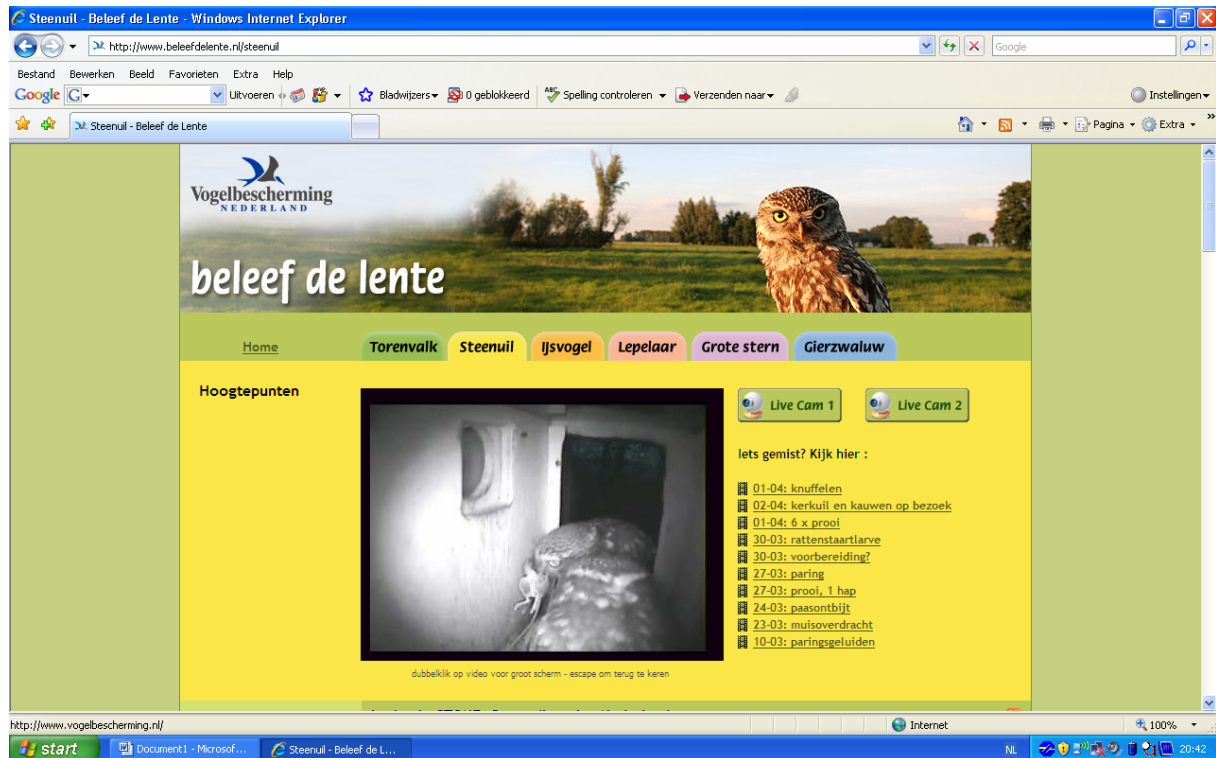 Steenuil - Beleef de Lente - Windows Internet Explorer
http://www.beleefdelente.nl/steenuil
Google
Bestand Bewerken Beeld Favorieten Extra Help
Google G Uitvoeren Bladwijzers 0 geblokkeerd ABC Spelling controleren Verzenden naar Instellingen
Steenuil - Beleef de Lente Pagina Extra »
Vogelbescherming
NEDERLAND
beleef de lente
Home Torenvalk Steenuil IJsvogel Lepelaar Grote stern Gierzwaluw
Hoogtepunten
Live Cam 1 Live Cam 2
Iets gemist? Kijk hier :
01-04: knuffelen
02-04: kerkuil en kauwen op bezoek
01-04: 6 x prooi
30-03: rattenstaartlarve
30-03: voorbereiding?
27-03: paring
27-03: prooi, 1 hap
24-03: paasontbijt
23-03: muisoverdracht
10-03: paringsgeluiden
dubbelklik op video voor groot scherm - escape om terug te keren
http://www.vogelbescherming.nl/ Internet 100%
start Document1 - Microsof... Steenuil - Beleef de L... NL 20:42